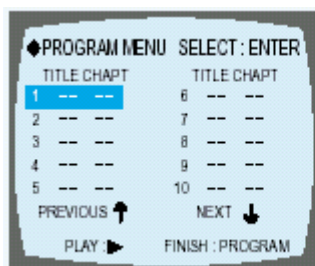 ◆PROGRAM MENU SELECT : ENTER
TITLE CHAPT TITLE CHAPT
1 -- -- 6 -- --
2 -- -- 7 -- --
3 -- -- 8 -- --
4 -- -- 9 -- --
5 -- -- 10 -- --
PREVIOUS ↑ NEXT ↓
PLAY :▶ FINISH : PROGRAM